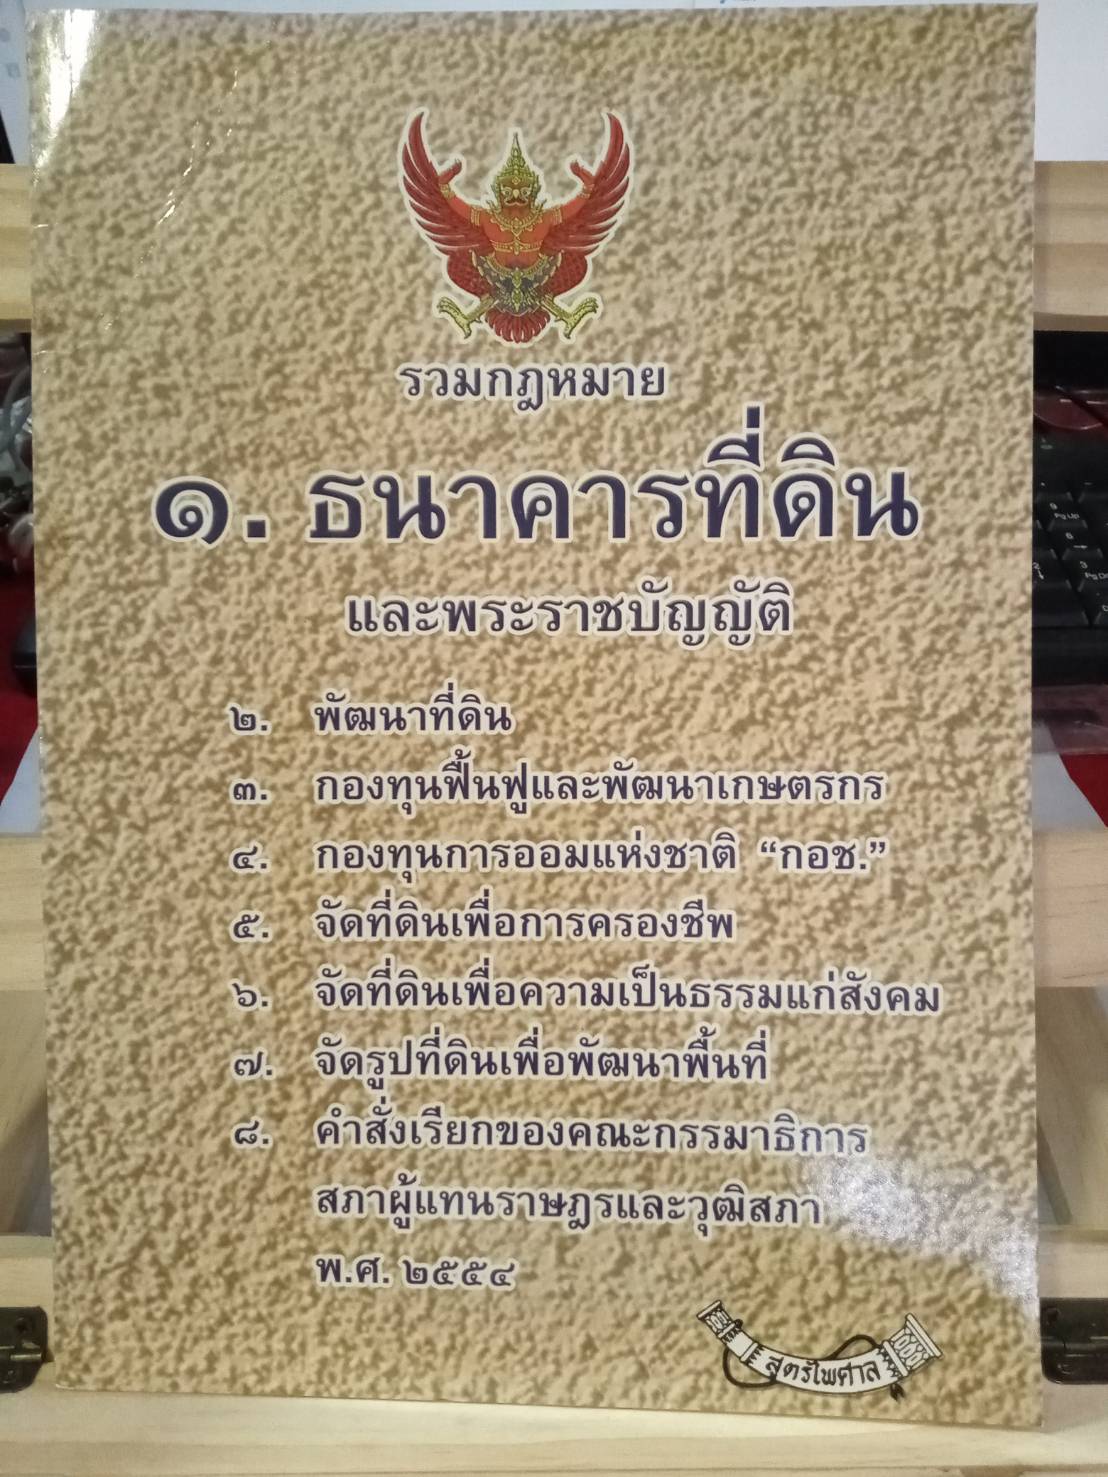 รวมกฎหมาย
๑. ธนาคารที่ดิน
และพระราชบัญญัติ
๒. พัฒนาที่ดิน
๓. กองทุนฟื้นฟูและพัฒนาเกษตรกร
๔. กองทุนการออมแห่งชาติ “กอช.”
๕. จัดที่ดินเพื่อการครองชีพ
๖. จัดที่ดินเพื่อความเป็นธรรมแก่สังคม
๗. จัดรูปที่ดินเพื่อพัฒนาพื้นที่
๘. คำสั่งเรียกของคณะกรรมาธิการ
สภาผู้แทนราษฎรและวุฒิสภา
พ.ศ. ๒๕๕๔
สูตรไพศาล